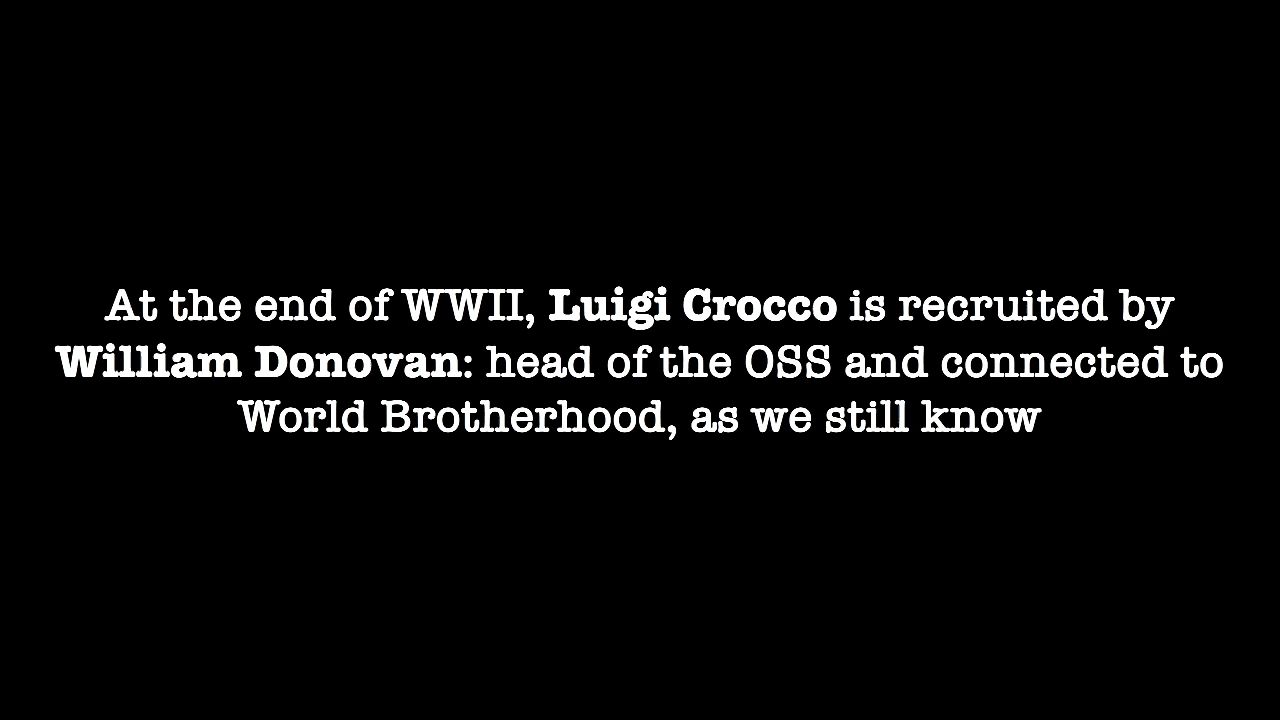 At the end of WWII, Luigi Crocco is recruited by
William Donovan: head of the OSS and connected to
World Brotherhood, as we still know